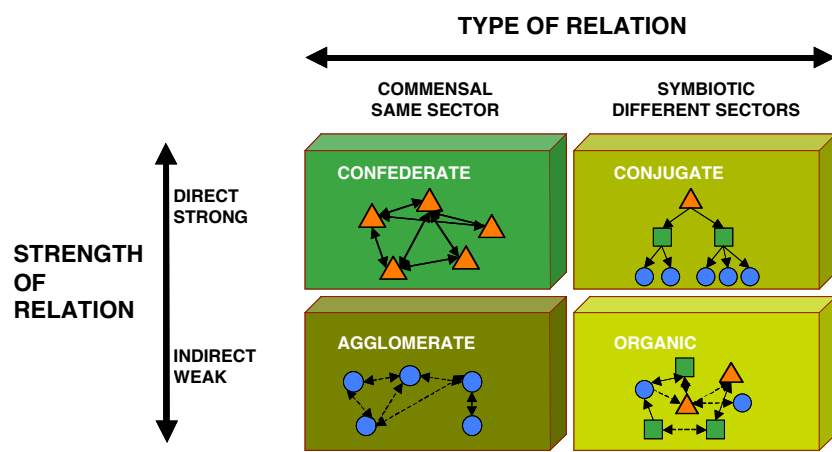 TYPE OF RELATION
COMMENSAL
SAME SECTOR
SYMBIOTIC
DIFFERENT SECTORS
STRENGTH
OF
RELATION
DIRECT
STRONG
CONFEDERATE
CONJUGATE
INDIRECT
WEAK
AGGLOMERATE
ORGANIC